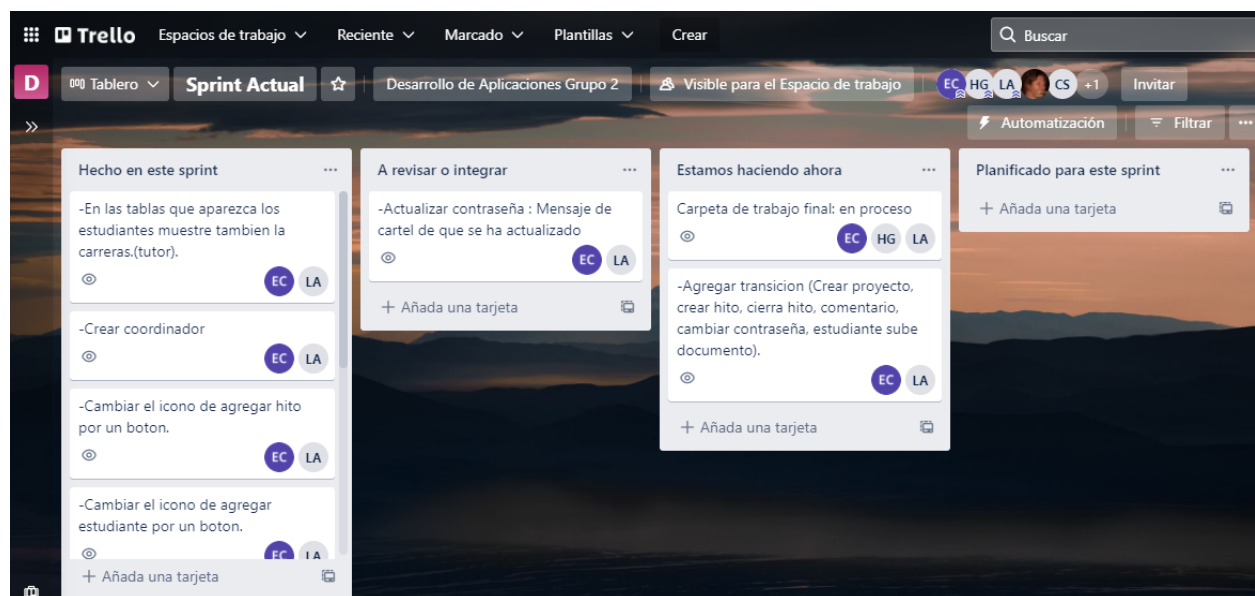 Trello
Espacios de trabajo
Reciente
Marcado
Plantillas
Crear
Buscar
D
Tablero
Sprint Actual
Desarrollo de Aplicaciones Grupo 2
Visible para el Espacio de trabajo
EC
HG
LA
CS
+1
Invitar
Automatización
Filtrar
Hecho en este sprint
-En las tablas que aparezca los
estudiantes muestre tambien la
carreras.(tutor).
EC
LA
-Crear coordinador
EC
LA
-Cambiar el icono de agregar hito
por un boton.
EC
LA
-Cambiar el icono de agregar
estudiante por un boton.
EC
LA
+ Añada una tarjeta
A revisar o integrar
-Actualizar contraseña : Mensaje de
cartel de que se ha actualizado
EC
LA
+ Añada una tarjeta
Estamos haciendo ahora
Carpeta de trabajo final: en proceso
EC
HG
LA
-Agregar transicion (Crear proyecto,
crear hito, cierra hito, comentario,
cambiar contraseña, estudiante sube
documento).
EC
LA
+ Añada una tarjeta
Planificado para este sprint
+ Añada una tarjeta